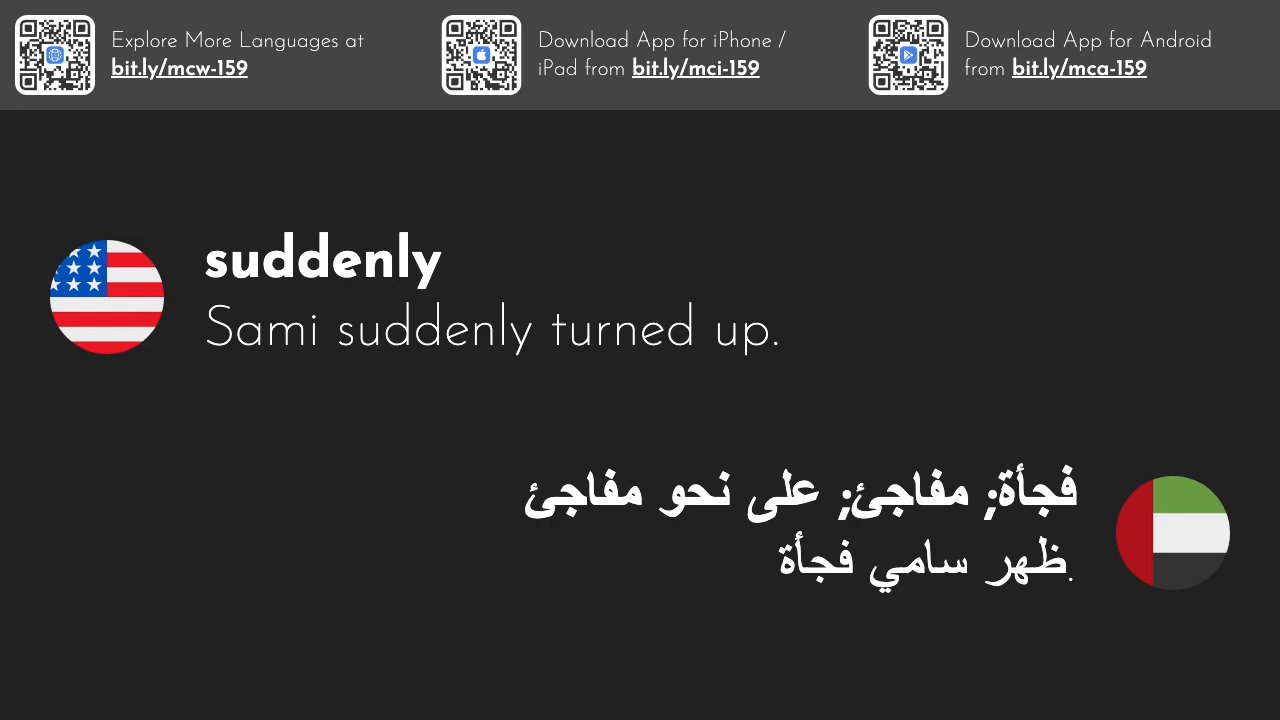 Explore More Languages at
bit.ly/mcw-159
Download App for iPhone /
iPad from bit.ly/mci-159
Download App for Android
from bit.ly/mca-159
suddenly
Sami suddenly turned up.
فجأة; مفاجئ; على نحو مفاجئ
ظهر سامي فجأة.